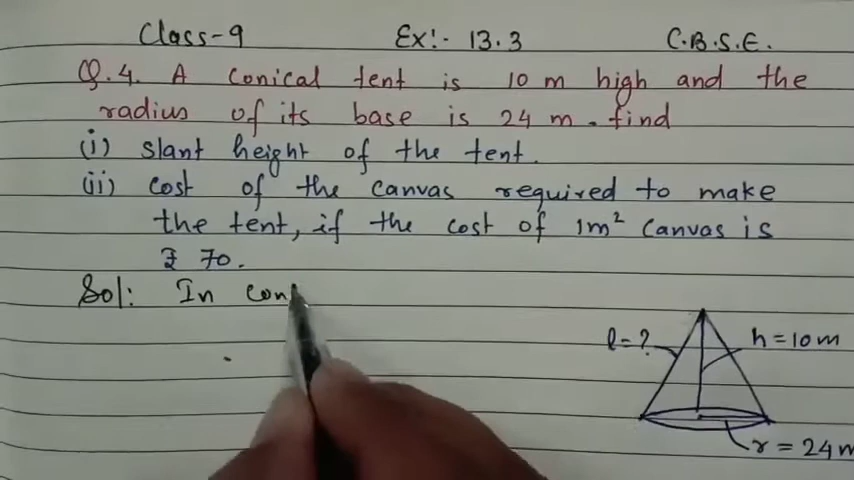 Class-9 Ex:- 13.3 C.B.S.E.
Q.4. A conical tent is 10 m high and the
radius of its base is 24 m. find
(i) slant height of the tent.
(ii) cost of the canvas required to make
the tent, if the cost of 1m² canvas is
₹ 70.
Sol: In con
l=? h=10m
r = 24m